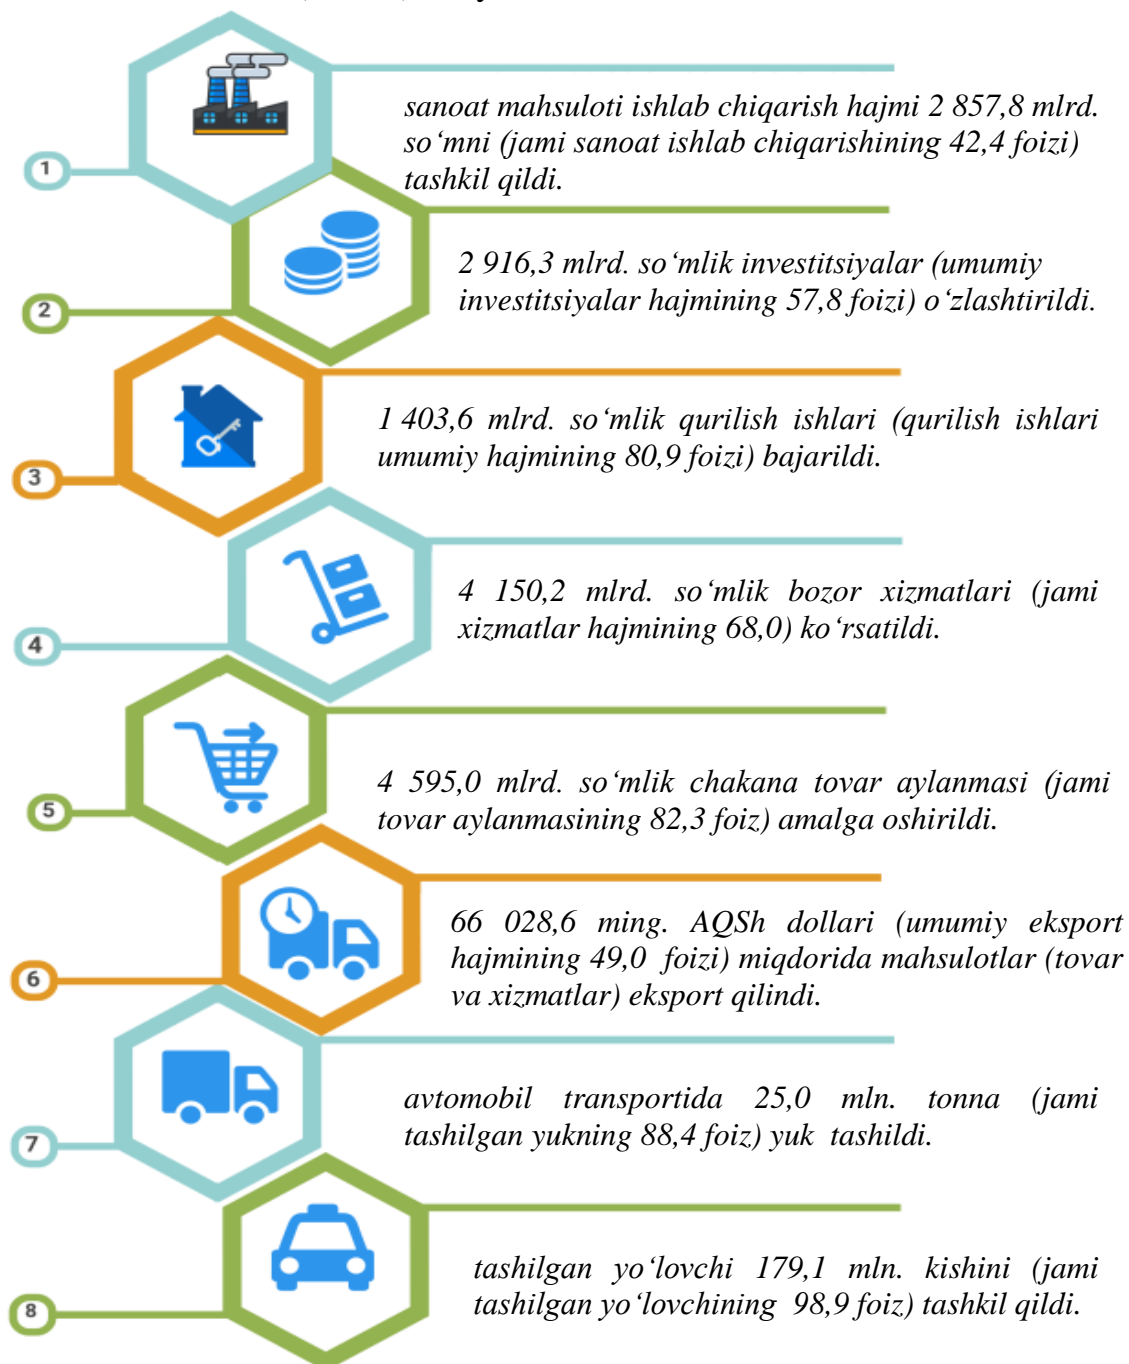 sanoat mahsuloti ishlab chiqarish hajmi 2 857,8 mlrd.
so‘mni (jami sanoat ishlab chiqarishining 42,4 foizi)
tashkil qildi.
1
2 916,3 mlrd. so‘mlik investitsiyalar (umumiy
investitsiyalar hajmining 57,8 foizi) o‘zlashtirildi.
2
1 403,6 mlrd. so‘mlik qurilish ishlari (qurilish ishlari
umumiy hajmining 80,9 foizi) bajarildi.
3
4 150,2 mlrd. so‘mlik bozor xizmatlari (jami
xizmatlar hajmining 68,0) ko‘rsatildi.
4
4 595,0 mlrd. so‘mlik chakana tovar aylanmasi (jami
tovar aylanmasining 82,3 foiz) amalga oshirildi.
5
66 028,6 ming. AQSh dollari (umumiy eksport
hajmining 49,0 foizi) miqdorida mahsulotlar (tovar
va xizmatlar) eksport qilindi.
6
avtomobil transportida 25,0 mln. tonna (jami
tashilgan yukning 88,4 foiz) yuk tashildi.
7
tashilgan yo‘lovchi 179,1 mln. kishini (jami
tashilgan yo‘lovchining 98,9 foiz) tashkil qildi.
8